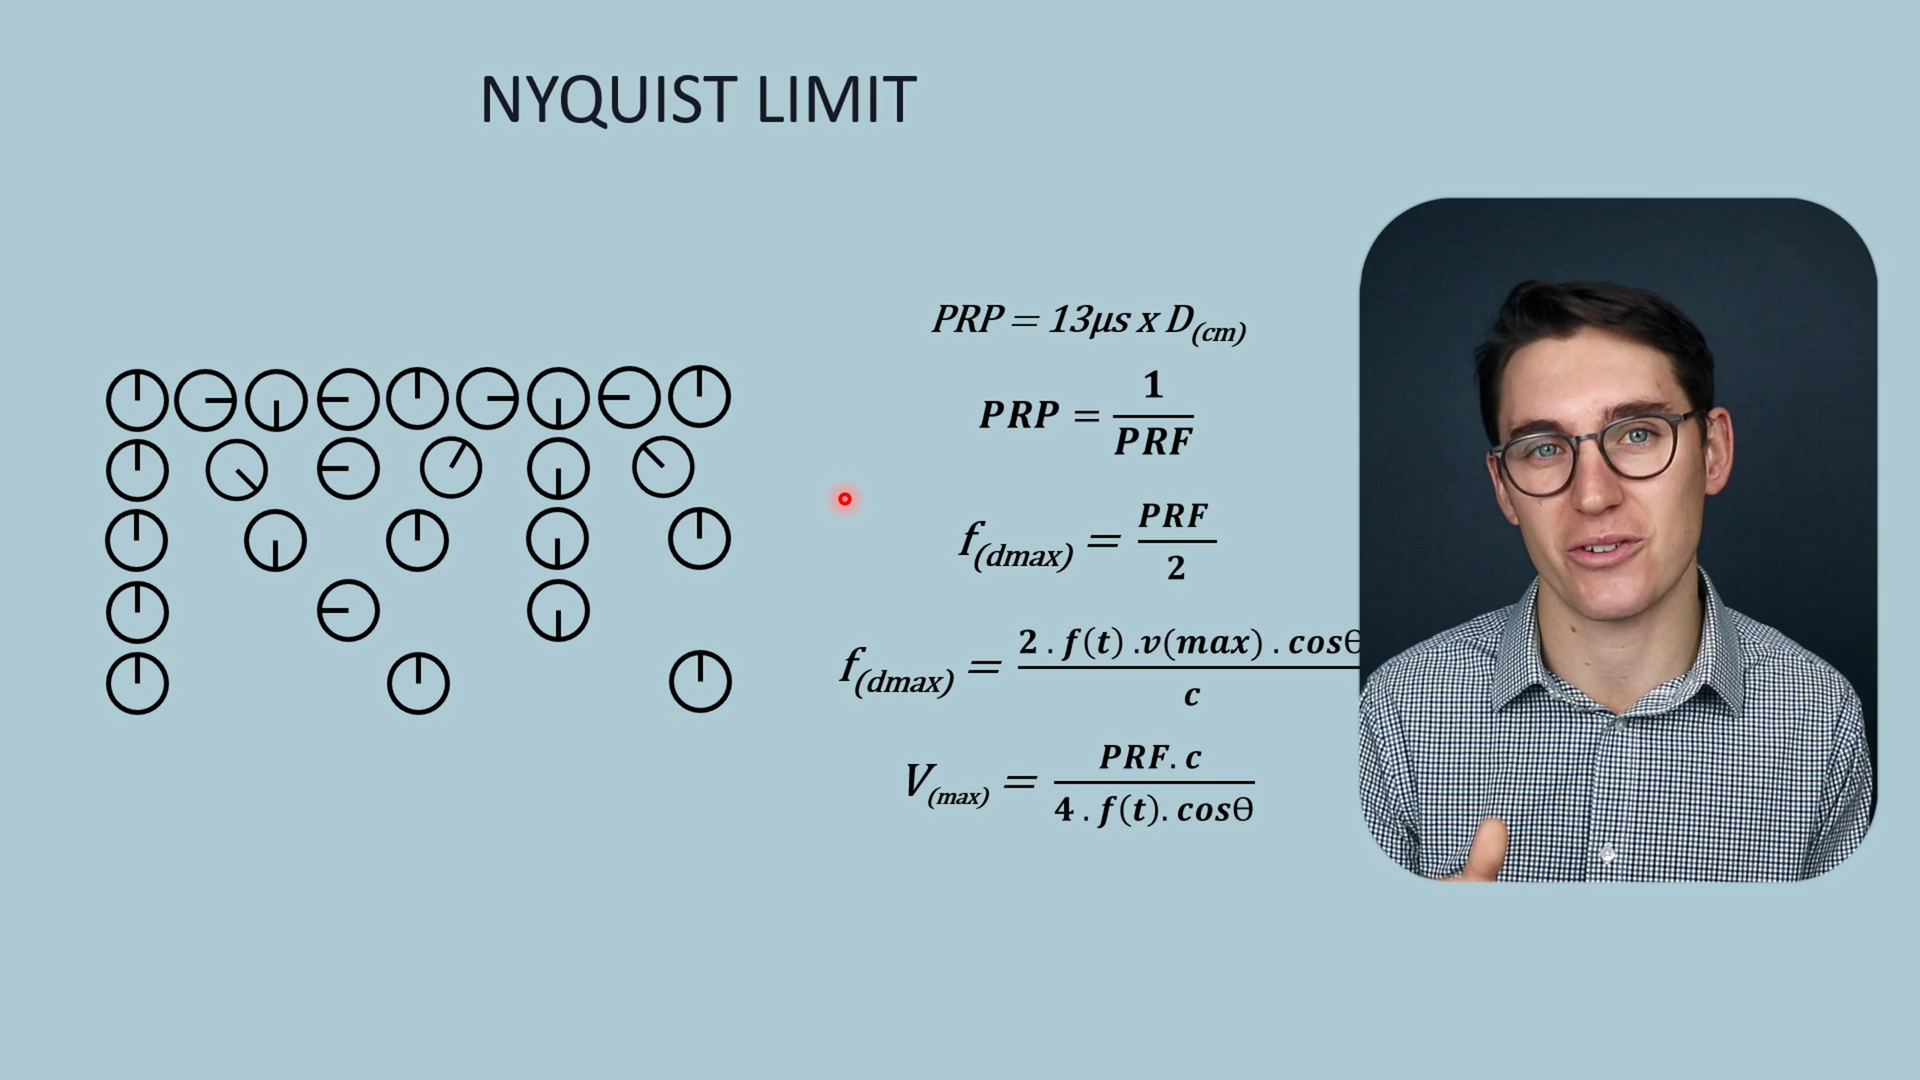 NYQUIST LIMIT
PRP = 13μs x D(cm)
PRP = 1/PRF
f(dmax) = PRF/2
f(dmax) = 2 . f(t) .v(max) . cosθ/c
V(max) = PRF. c/4 . f(t). cosθ